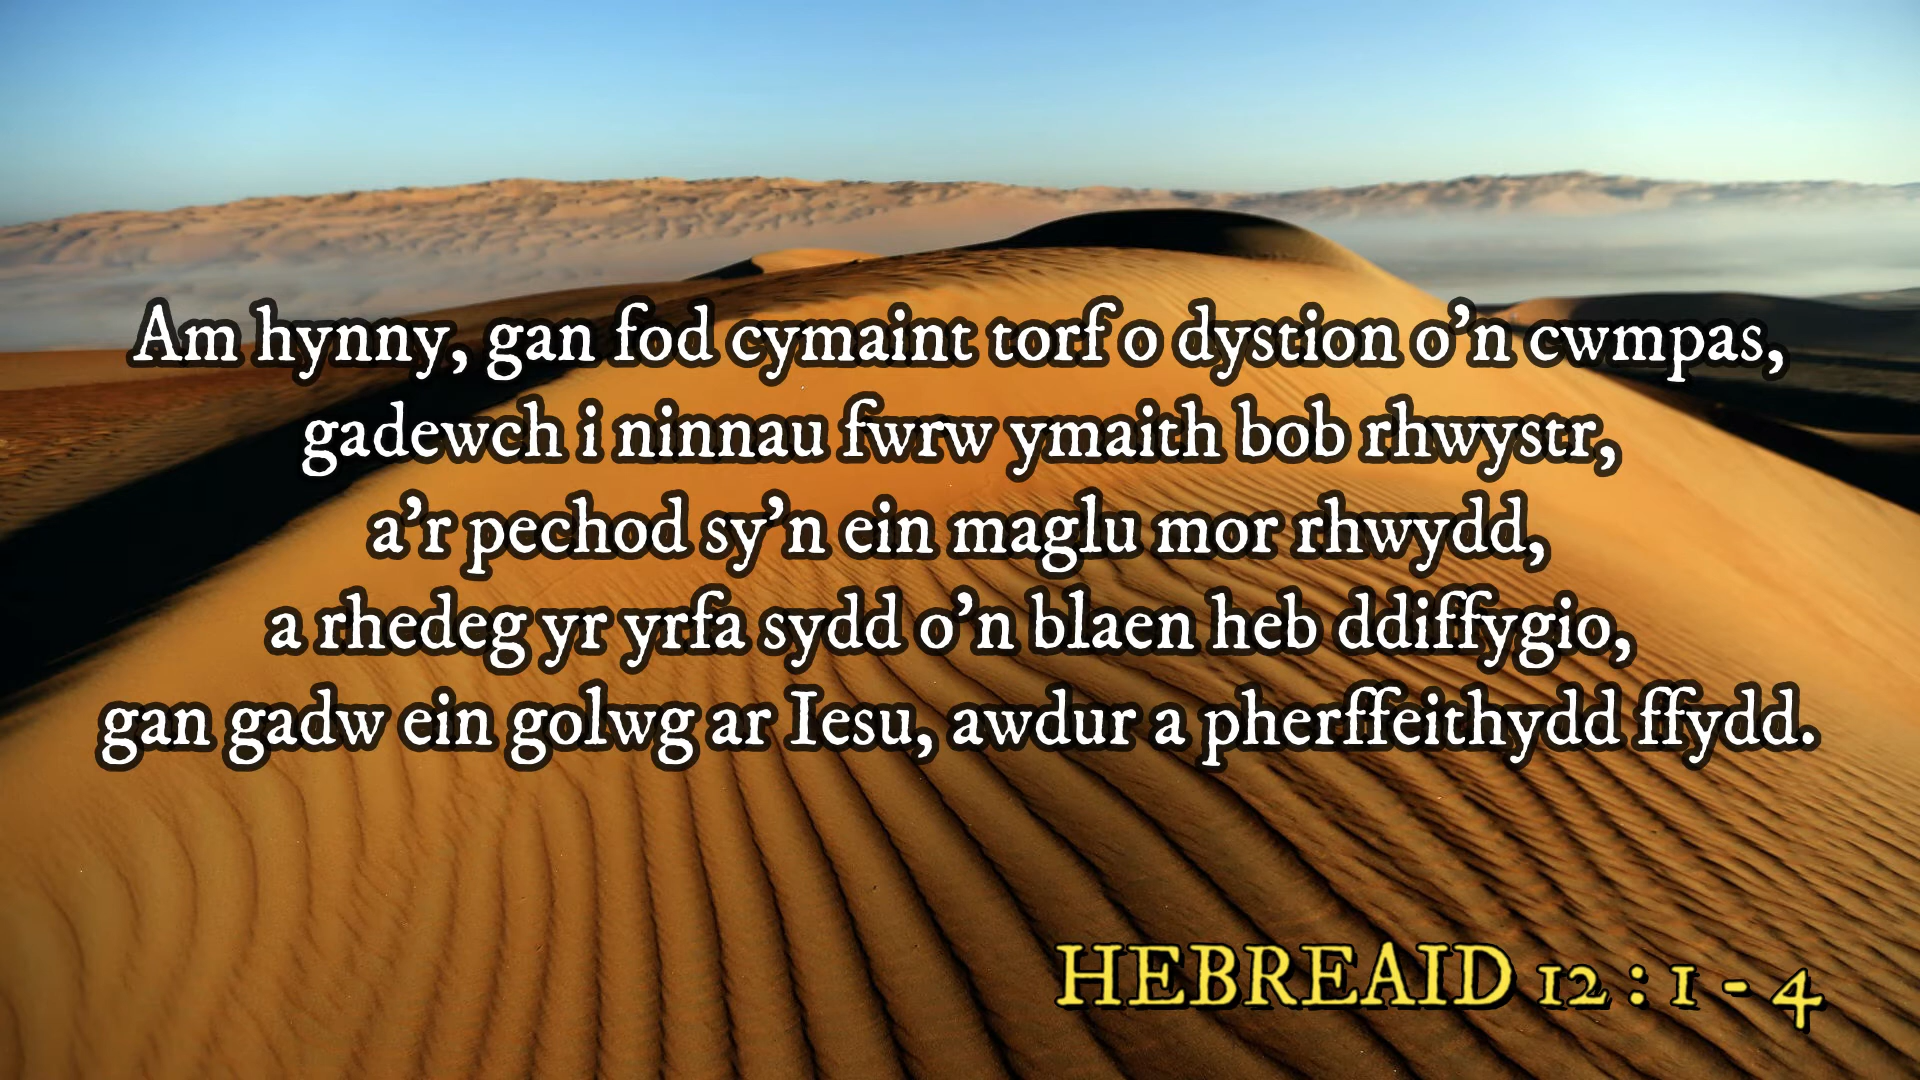 Am hynny, gan fod cymaint torf o dystion o’n cwmpas,
gadewch i ninnau fwrw ymaith bob rhwystr,
a’r pechod sy’n ein maglu mor rhwydd,
a rhedeg yr yrfa sydd o’n blaen heb ddiffygio,
gan gadw ein golwg ar Iesu, awdur a pherffeithydd ffydd.
HEBREAID 12 : 1 - 4